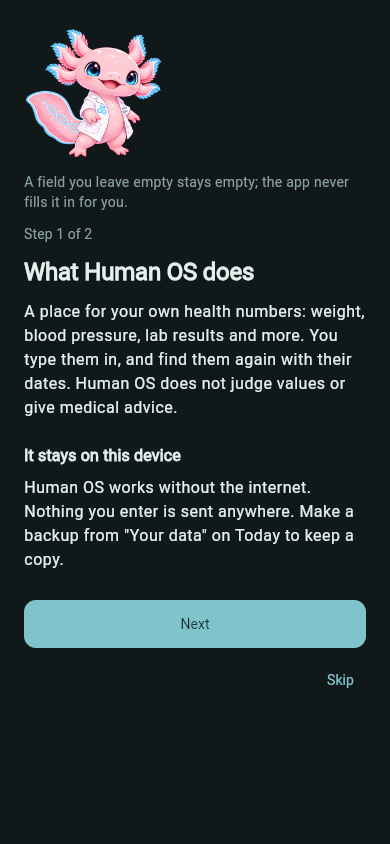 A field you leave empty stays empty; the app never
fills it in for you.
Step 1 of 2
What Human OS does
A place for your own health numbers: weight,
blood pressure, lab results and more. You
type them in, and find them again with their
dates. Human OS does not judge values or
give medical advice.
It stays on this device
Human OS works without the internet.
Nothing you enter is sent anywhere. Make a
backup from "Your data" on Today to keep a
copy.
Next
Skip